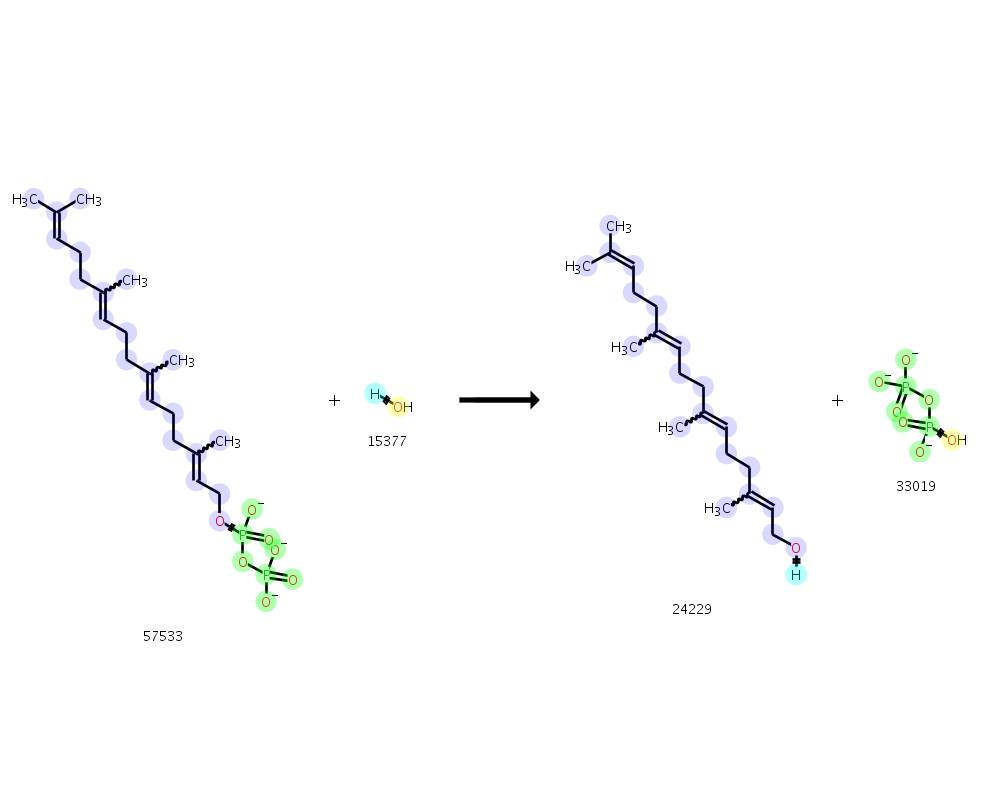 H₃C CH₃
CH₃
CH₃
CH₃
O O⁻
P O
O O⁻
P O
O⁻
57533
+
H OH
15377
CH₃
H₃C
H₃C
H₃C
H₃C
O
H
24229
+
O⁻
O⁻ P O
O
O P OH
O⁻
33019